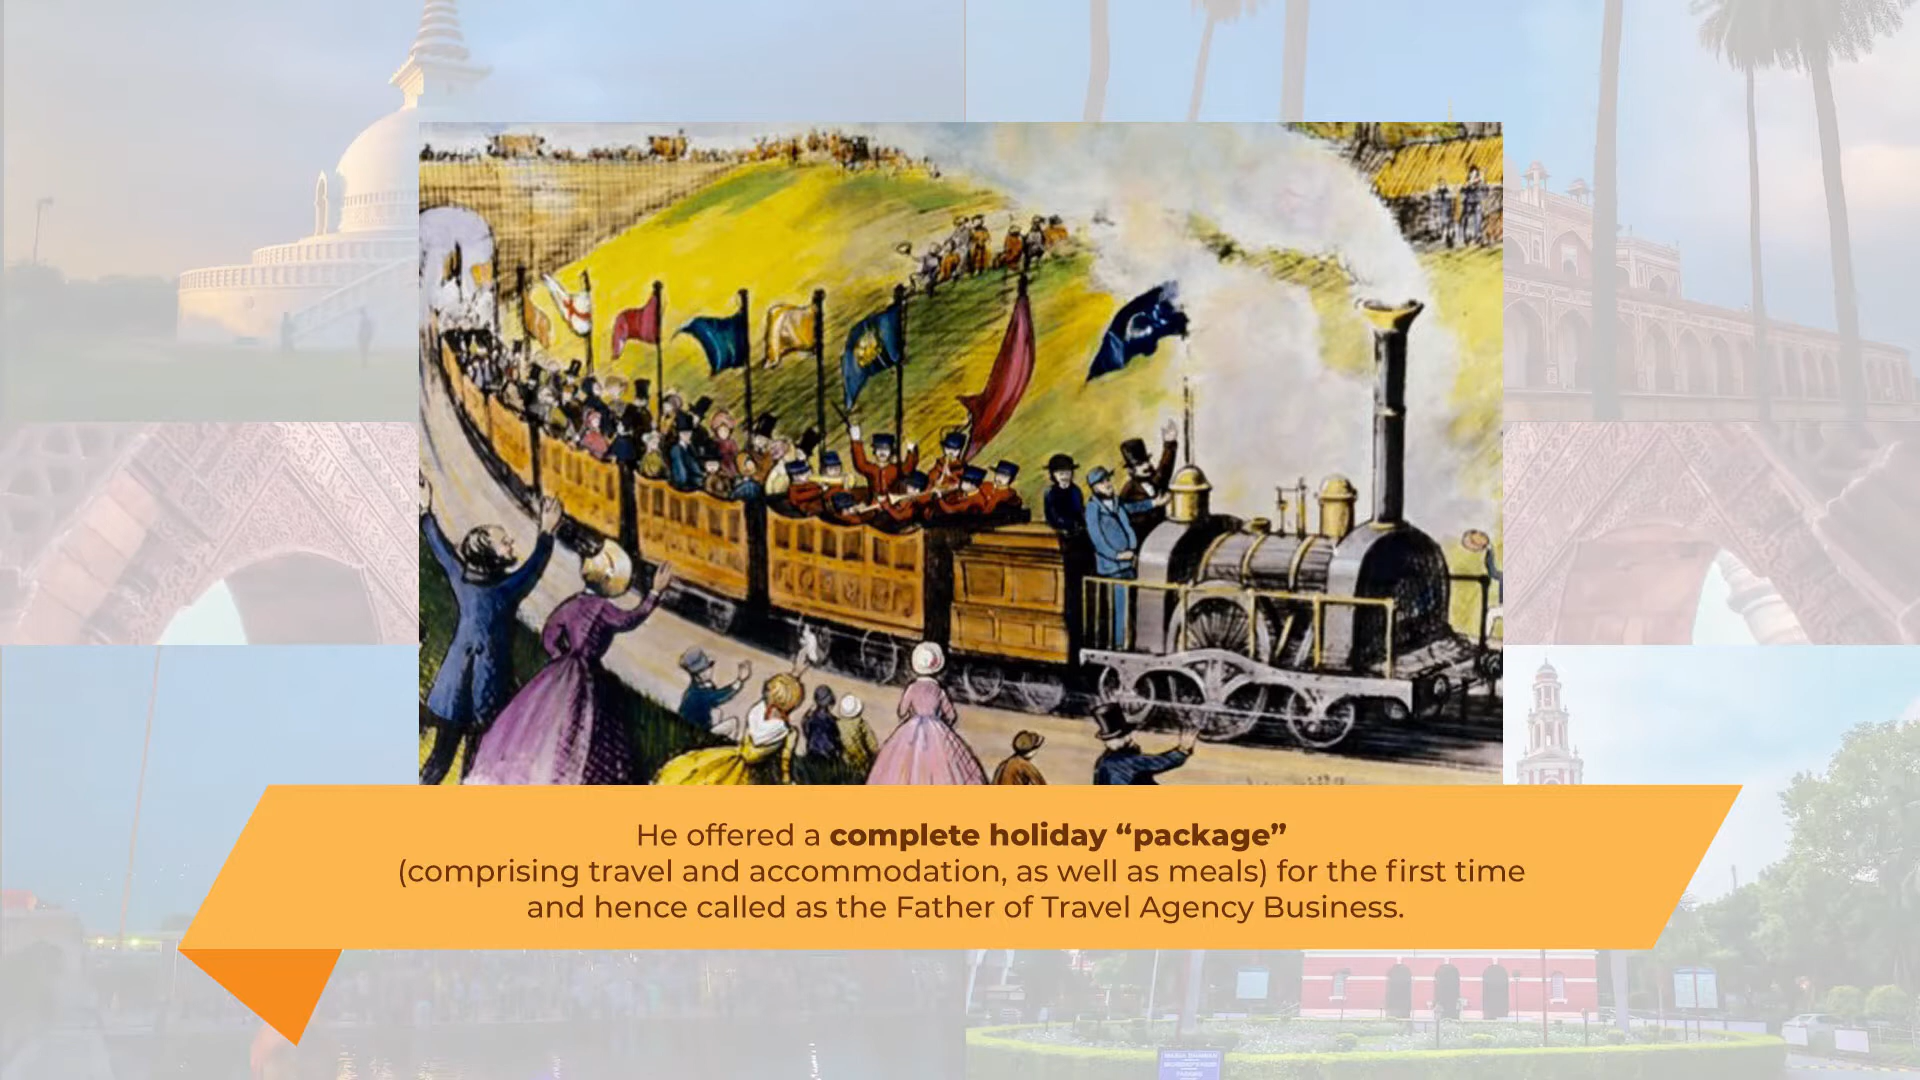 He offered a complete holiday “package”
(comprising travel and accommodation, as well as meals) for the first time
and hence called as the Father of Travel Agency Business.